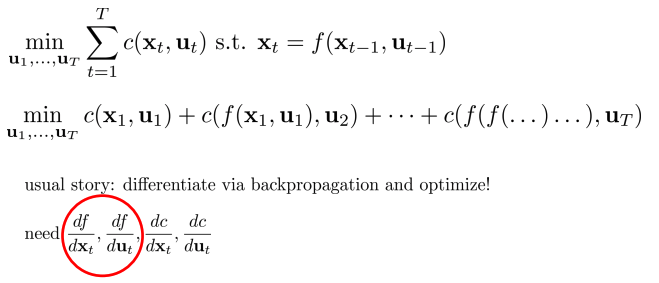 min_{u_1,...,u_T} \sum_{t=1}^{T} c(x_t, u_t) s.t. x_t = f(x_{t-1}, u_{t-1})
min_{u_1,...,u_T} c(x_1, u_1) + c(f(x_1, u_1), u_2) + ··· + c(f(f(...)...), u_T)
usual story: differentiate via backpropagation and optimize!
need df/dx_t, df/du_t, dc/dx_t, dc/du_t